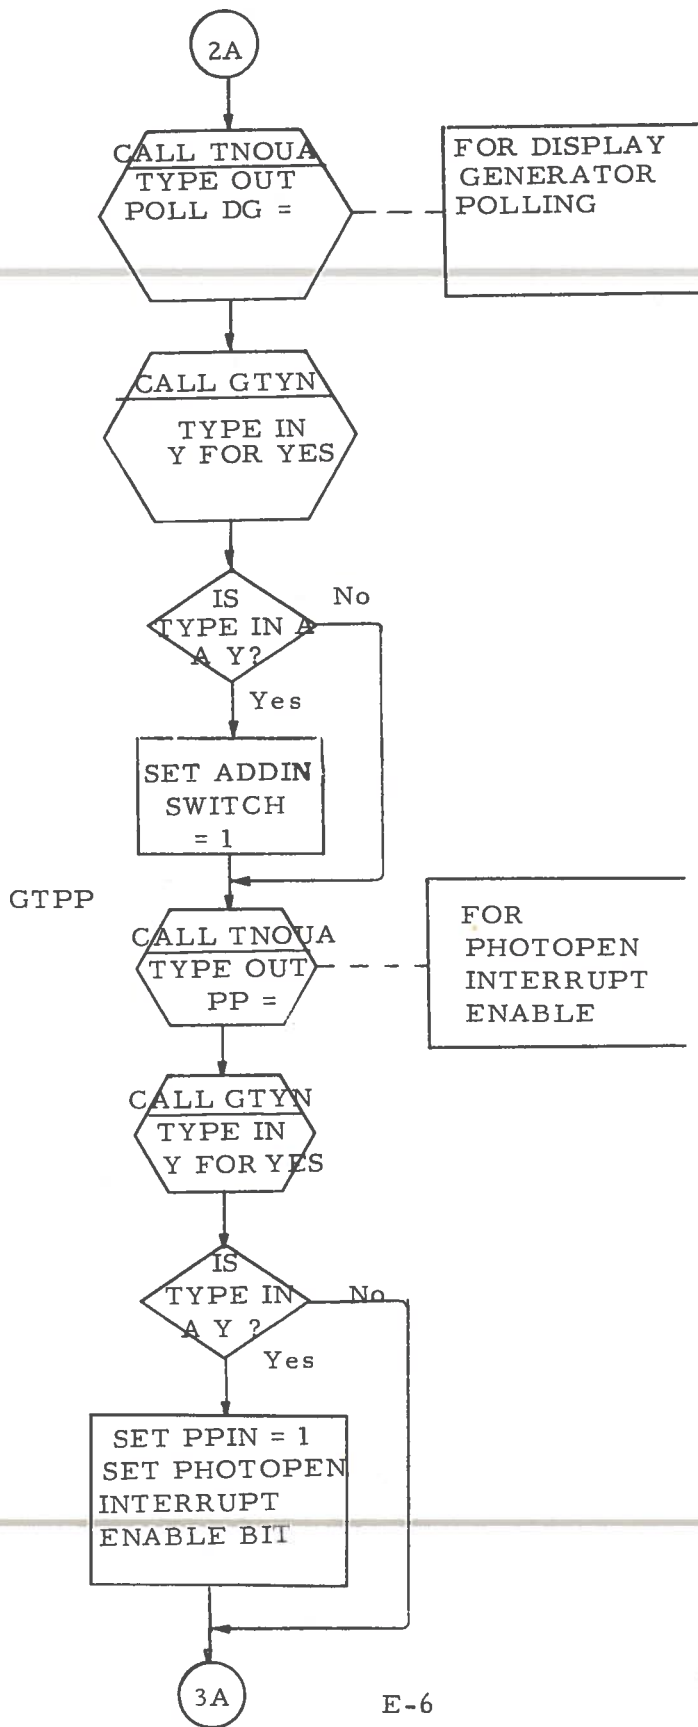 2A
CALL TNOUA
TYPE OUT
POLL DG =
FOR DISPLAY
GENERATOR
POLLING
CALL GTYN
TYPE IN
Y FOR YES
IS
TYPE IN A
A Y?
No
Yes
SET ADDIN
SWITCH
= 1
GTPP
CALL TNOUA
TYPE OUT
PP =
FOR
PHOTOPEN
INTERRUPT
ENABLE
CALL GTYN
TYPE IN
Y FOR YES
IS
TYPE IN
A Y ?
No
Yes
SET PPIN = 1
SET PHOTOPEN
INTERRUPT
ENABLE BIT
3A
E-6